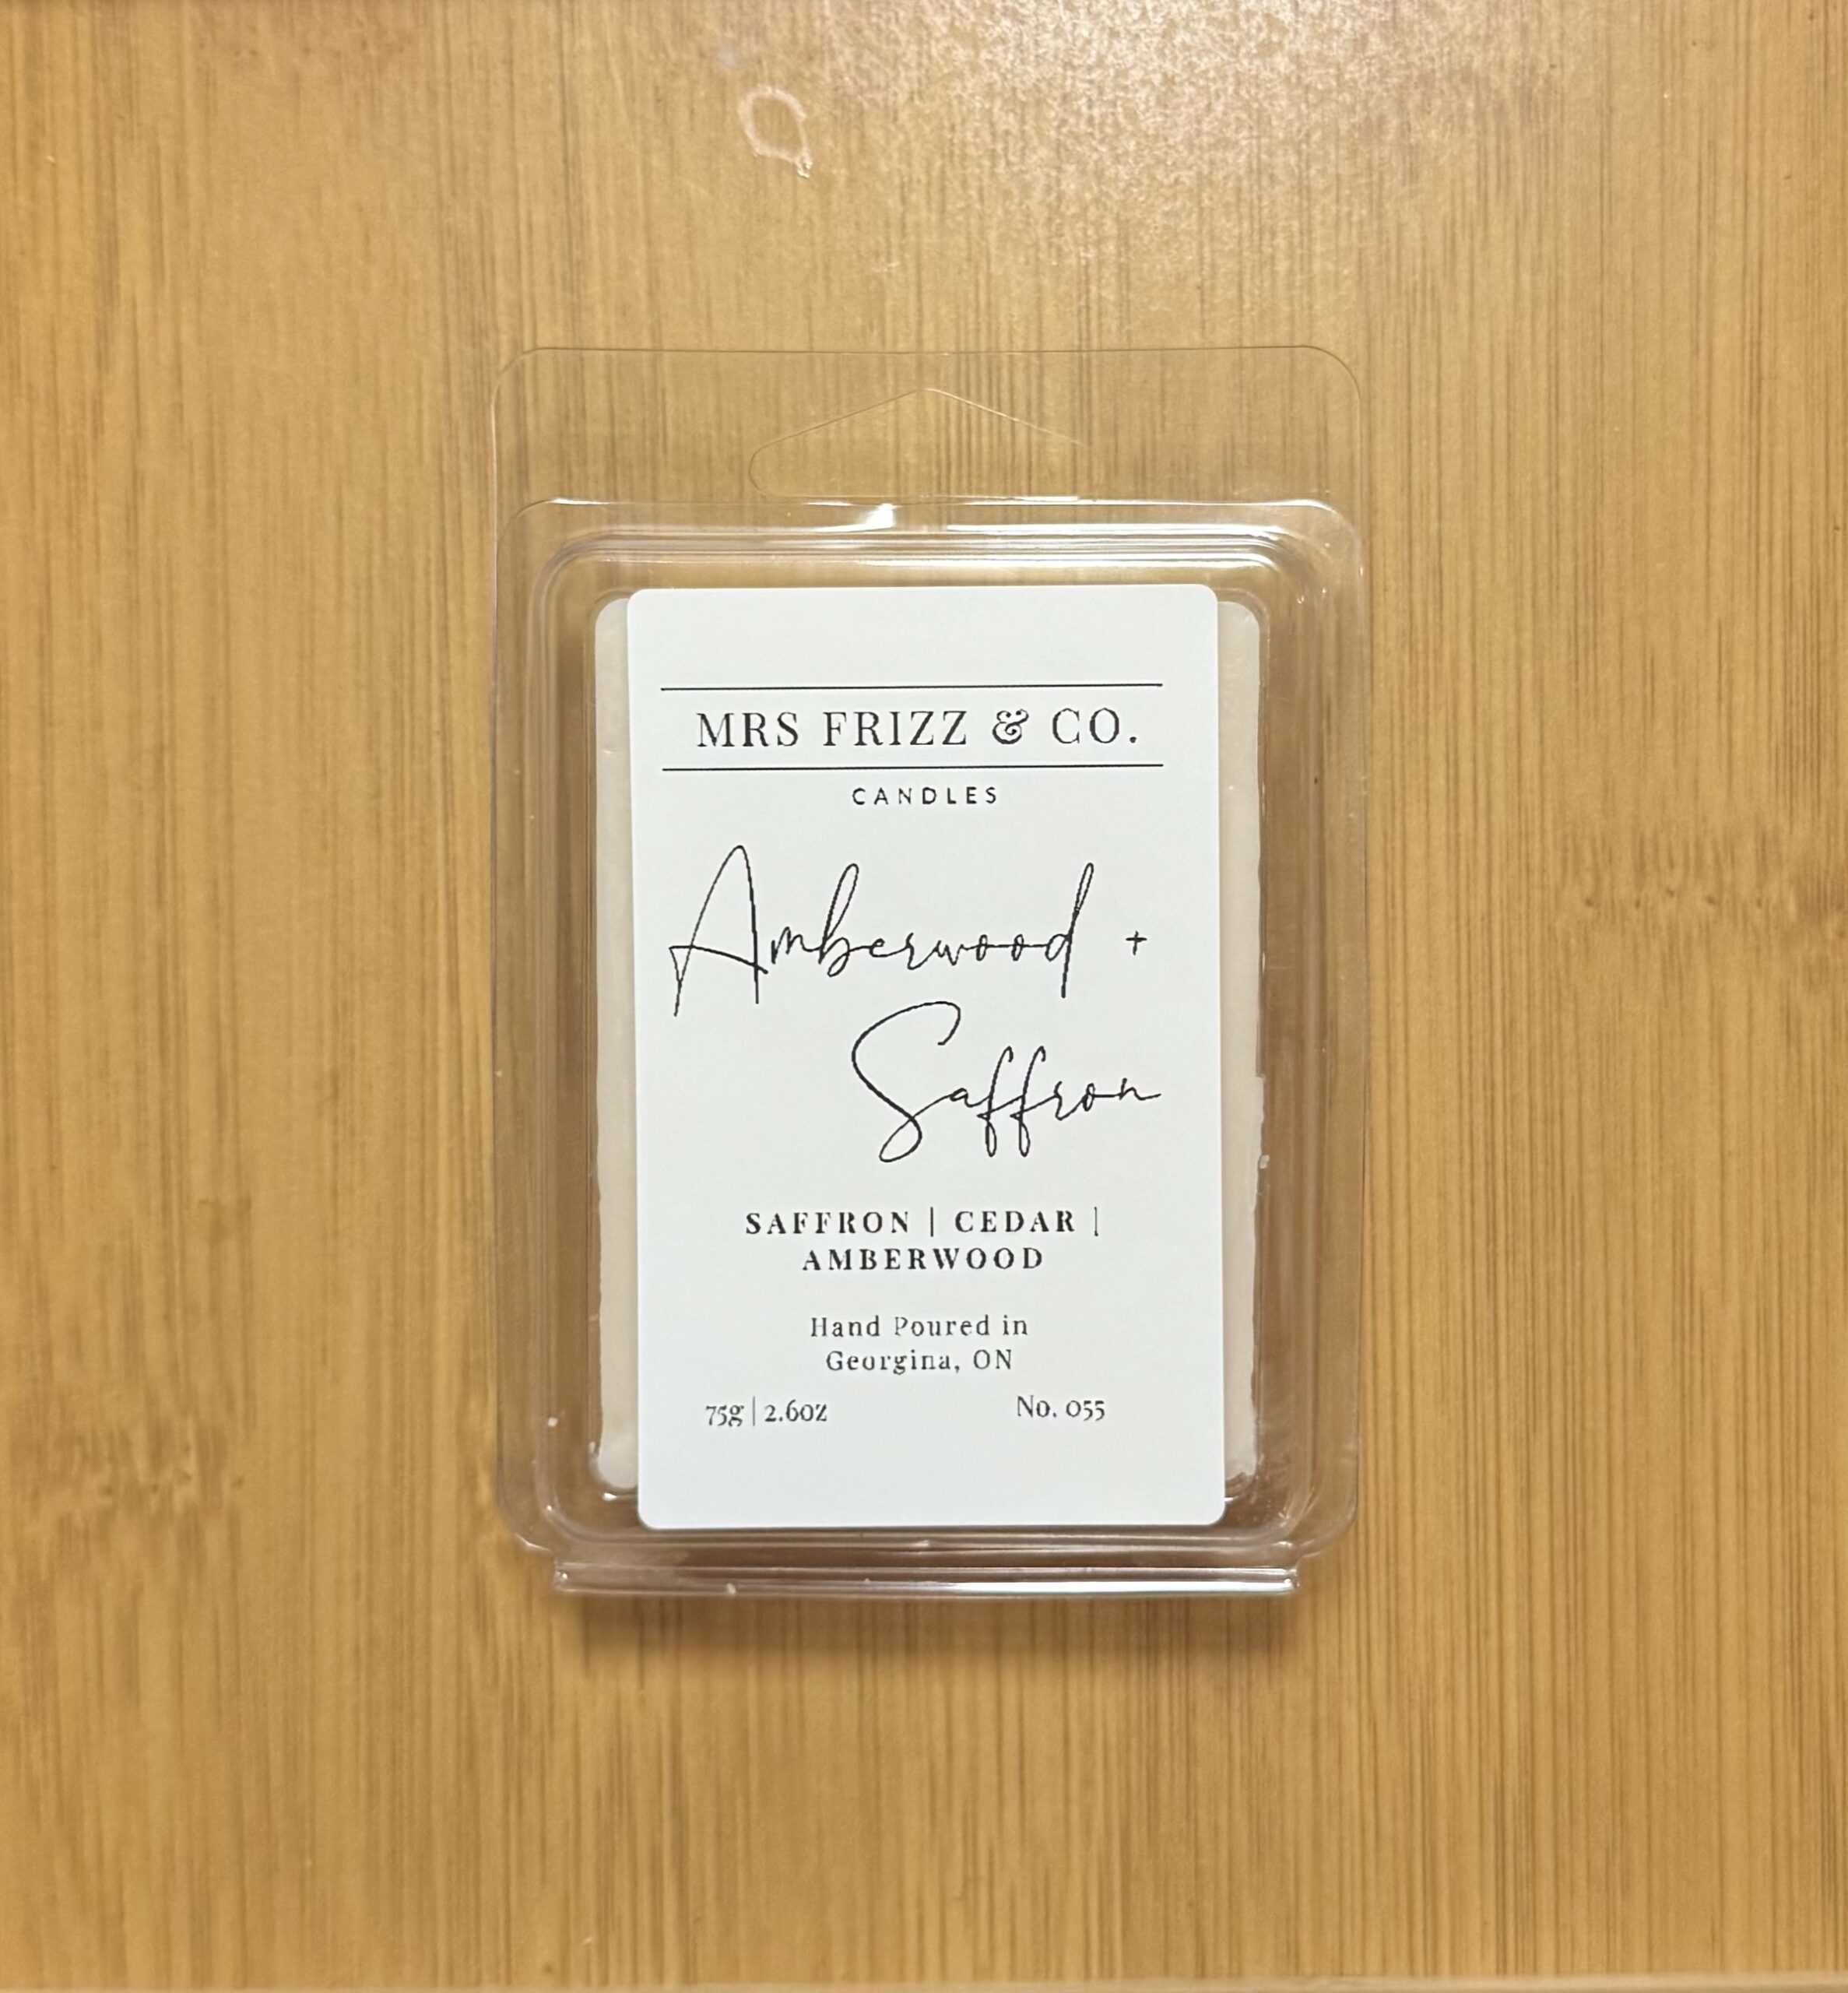 MRS FRIZZ & CO.
CANDLES
Amberwood +
Saffron
SAFFRON | CEDAR |
AMBERWOOD
Hand Poured in
Georgina, ON
75g | 2.6oz
No. 055